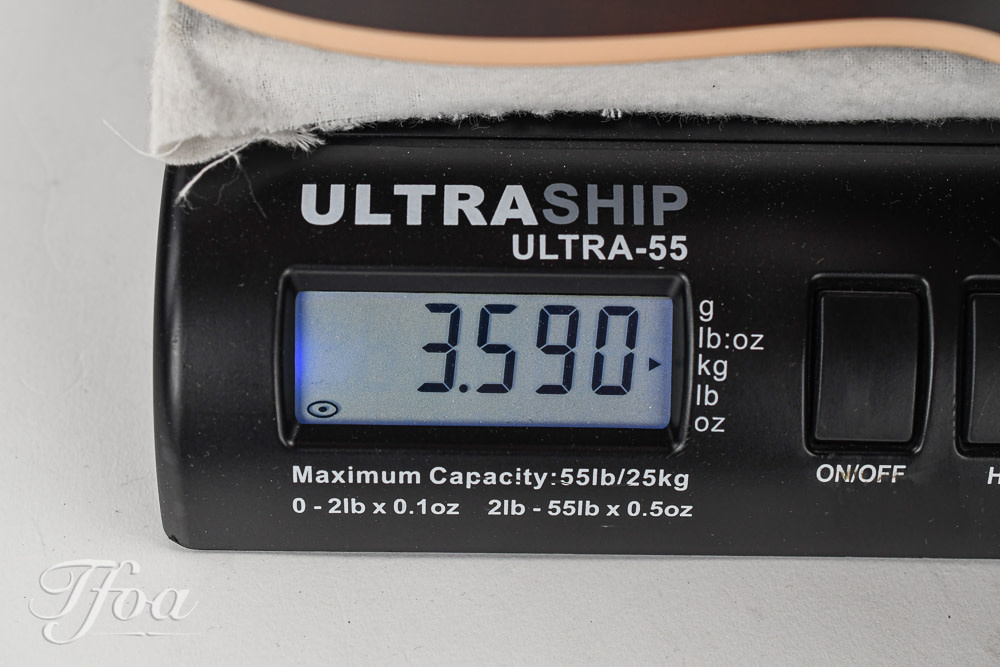 ULTRASHIP
ULTRA-55
3.590
g
lb:oz
kg
lb
oz
Maximum Capacity:55lb/25kg
0 - 2lb x 0.1oz 2lb - 55lb x 0.5oz
ON/OFF
H
Tfoa